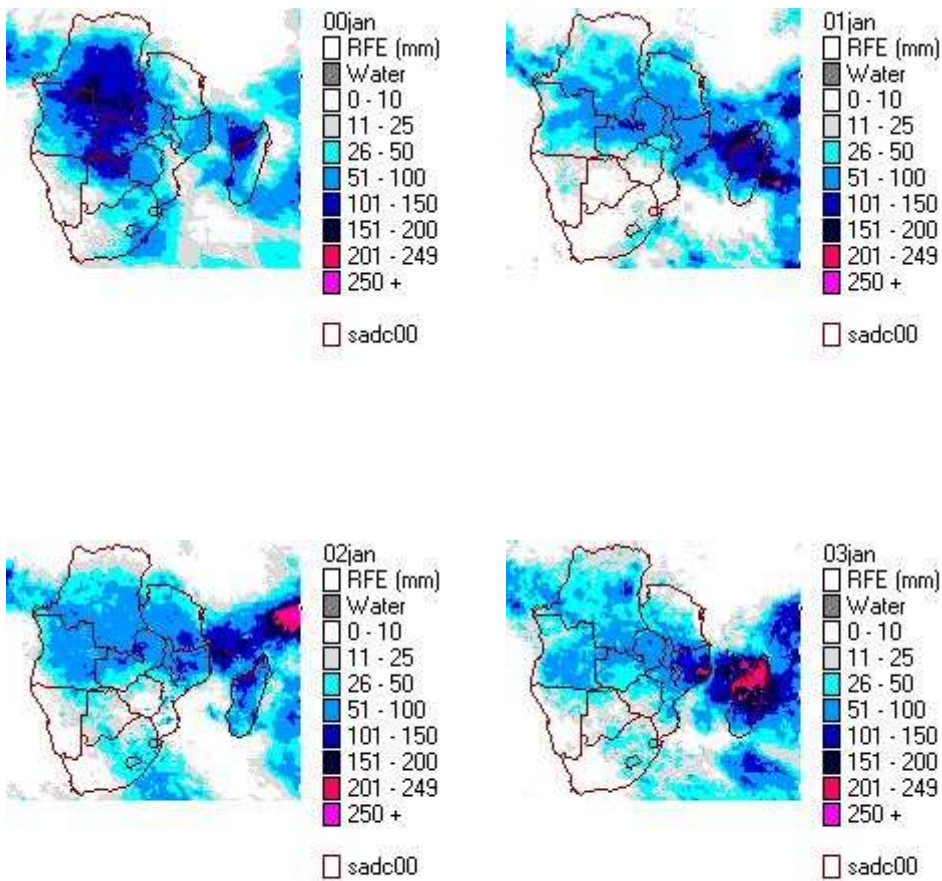 00jan
RFE (mm)
Water
0 - 10
11 - 25
26 - 50
51 - 100
101 - 150
151 - 200
201 - 249
250 +
sadc00
01jan
RFE (mm)
Water
0 - 10
11 - 25
26 - 50
51 - 100
101 - 150
151 - 200
201 - 249
250 +
sadc00
02jan
RFE (mm)
Water
0 - 10
11 - 25
26 - 50
51 - 100
101 - 150
151 - 200
201 - 249
250 +
sadc00
03jan
RFE (mm)
Water
0 - 10
11 - 25
26 - 50
51 - 100
101 - 150
151 - 200
201 - 249
250 +
sadc00